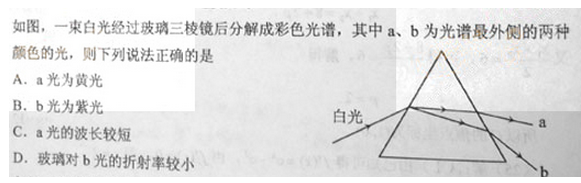 如图,一束白光经过玻璃三棱镜后分解成彩色光谱,其中 a、b 为光谱最外侧的两种
颜色的光,则下列说法正确的是
A. a 光为黄光
B. b 光为紫光
C. a 光的波长较短
D. 玻璃对 b 光的折射率较小
白光
a
b